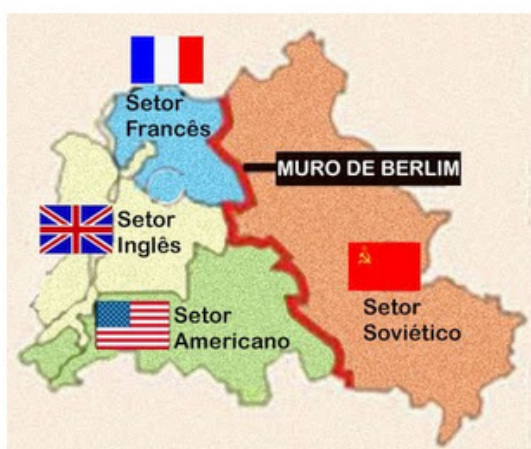 Setor
Francês
MURO DE BERLIM
Setor
Inglês
Setor
Soviético
Setor
Americano